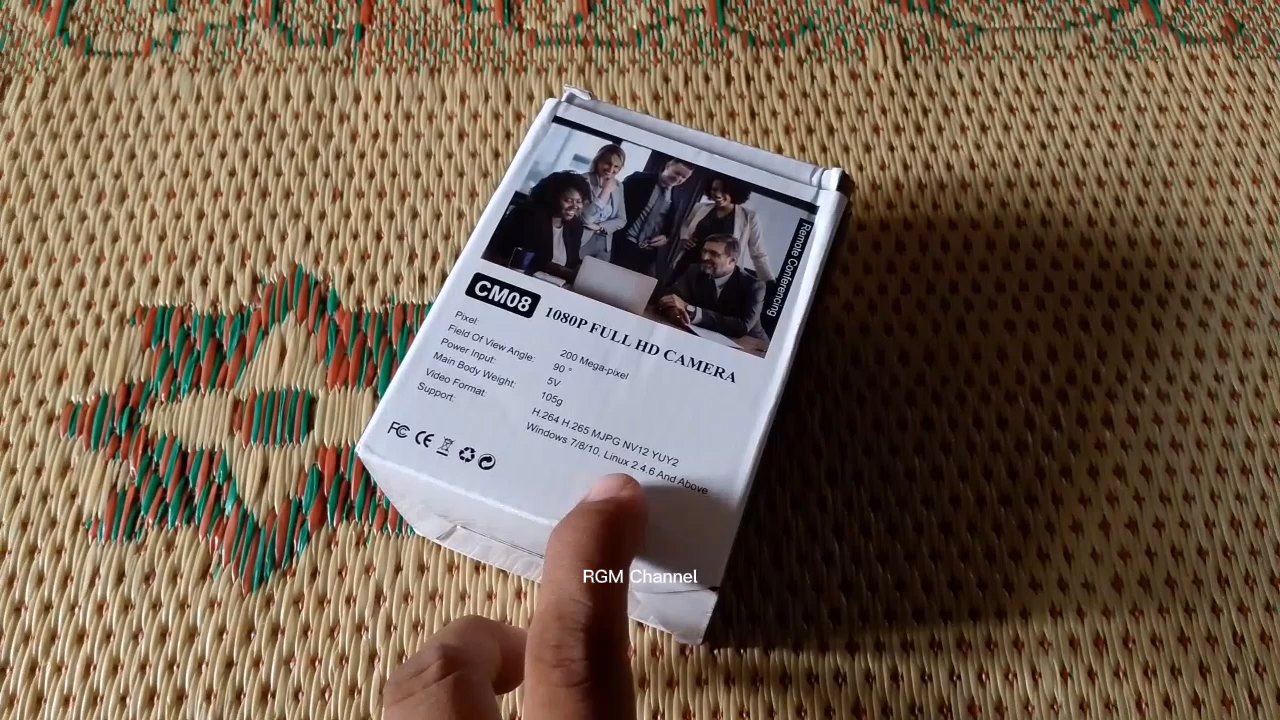 Remote Conferencing
CM08 1080P FULL HD CAMERA
Pixel: 200 Mega-pixel
Field Of View Angle: 90 °
Power Input: 5V
Main Body Weight: 105g
Video Format: H.264 H.265 MJPG NV12 YUY2
Support: Windows 7/8/10, Linux 2.4.6 And Above
FC CE
RGM Channel